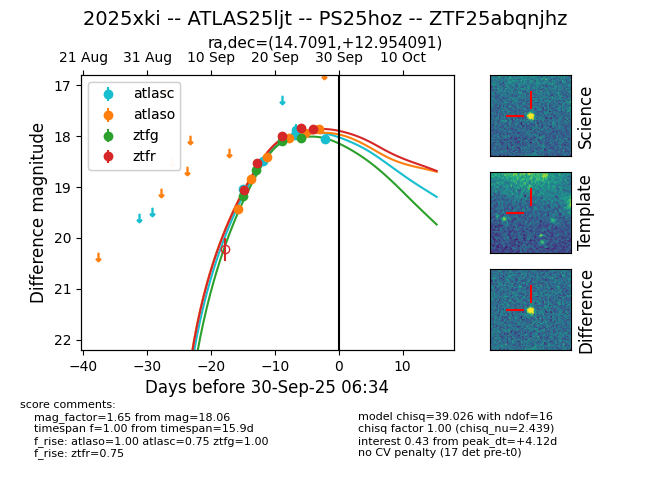 2025xki -- ATLAS25ljt -- PS25hoz -- ZTF25abqnjhz
ra,dec=(14.7091,+12.954091)
21 Aug 31 Aug 10 Sep 20 Sep 30 Sep 10 Oct
17
18
19
20
21
22
Difference magnitude
atlasc
atlaso
ztfg
ztfr
−40 −30 −20 −10 0 10
Days before 30-Sep-25 06:34
Science
Template
Difference
score comments:
mag_factor=1.65 from mag=18.06
timespan f=1.00 from timespan=15.9d
f_rise: atlaso=1.00 atlasc=0.75 ztfg=1.00
f_rise: ztfr=0.75
model chisq=39.026 with ndof=16
chisq factor 1.00 (chisq_nu=2.439)
interest 0.43 from peak_dt=+4.12d
no CV penalty (17 det pre-t0)